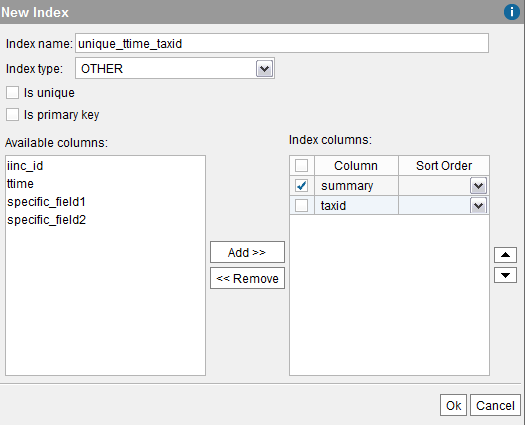 New Index
i
Index name: unique_ttime_taxid
Index type: OTHER
Is unique
Is primary key
Available columns:
iinc_id
ttime
specific_field1
specific_field2
Add >>
<< Remove
Index columns:
Column Sort Order
summary
taxid
Ok Cancel